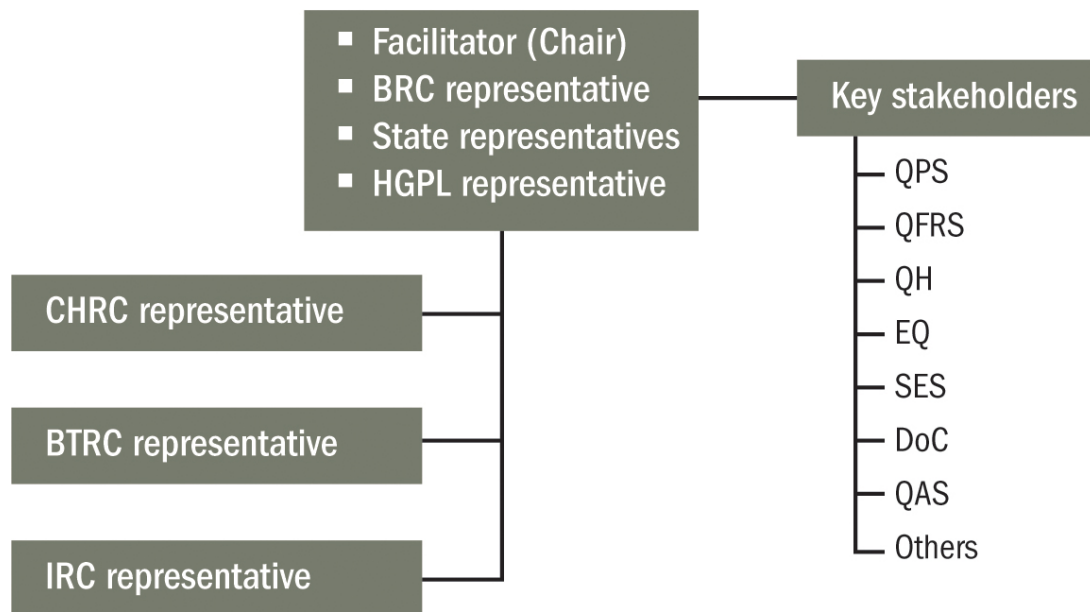 ▪ Facilitator (Chair)
▪ BRC representative
▪ State representatives
▪ HGPL representative
Key stakeholders
QPS
QFRS
QH
EQ
SES
DoC
QAS
Others
CHRC representative
BTRC representative
IRC representative